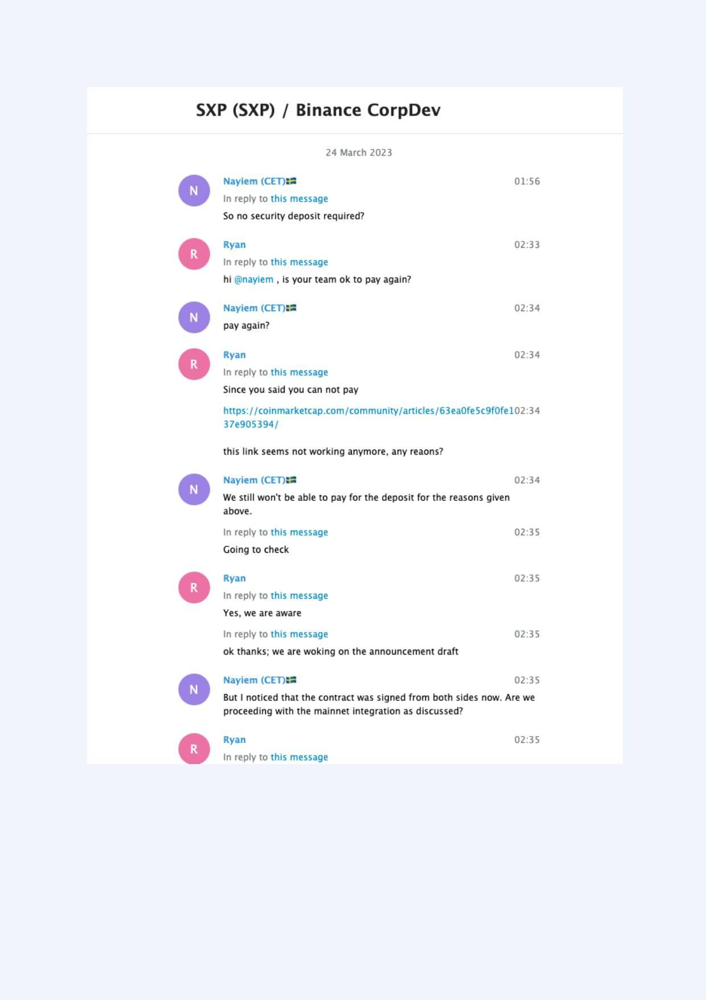 SXP (SXP) / Binance CorpDev
24 March 2023
N
Nayiem (CET)🇸🇪 01:56
In reply to this message
So no security deposit required?
R
Ryan 02:33
In reply to this message
hi @nayiem , is your team ok to pay again?
N
Nayiem (CET)🇸🇪 02:34
pay again?
R
Ryan 02:34
In reply to this message
Since you said you can not pay
https://coinmarketcap.com/community/articles/63ea0fe5c9f0fe1 02:34
37e905394/
this link seems not working anymore, any reaons?
N
Nayiem (CET)🇸🇪 02:34
We still won't be able to pay for the deposit for the reasons given
above.
In reply to this message 02:35
Going to check
R
Ryan 02:35
In reply to this message
Yes, we are aware
In reply to this message 02:35
ok thanks; we are woking on the announcement draft
N
Nayiem (CET)🇸🇪 02:35
But I noticed that the contract was signed from both sides now. Are we
proceeding with the mainnet integration as discussed?
R
Ryan 02:35
In reply to this message